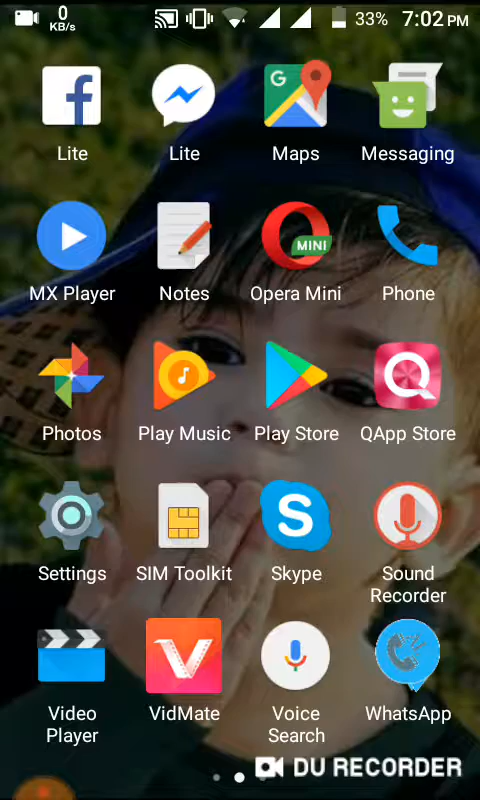 0
KB/s
33%
7:02 PM
Lite
Lite
G
Maps
Messaging
MX Player
Notes
MINI
Opera Mini
Phone
Photos
Play Music
Play Store
QApp Store
Settings
SIM Toolkit
S
Skype
Sound
Recorder
Video
Player
VidMate
Voice
Search
WhatsApp
DU RECORDER